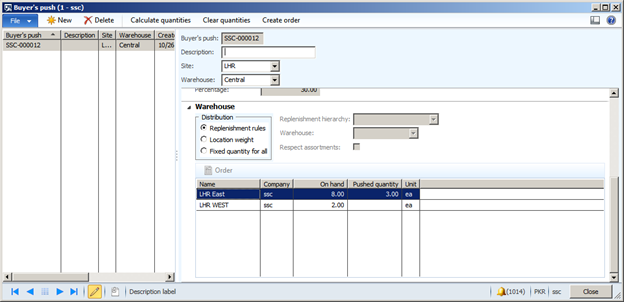 Buyer's push (1 - ssc)
File New Delete Calculate quantities Clear quantities Create order
Buyer's push Description Site Warehouse Create
SSC-000012 L... Central 10/26
Buyer's push: SSC-000012
Description:
Site: LHR
Warehouse: Central
Percentage: 30.00
Warehouse
Distribution
Replenishment rules
Location weight
Fixed quantity for all
Replenishment hierarchy:
Warehouse:
Respect assortments:
Order
Name Company On hand Pushed quantity Unit
LHR East ssc 8.00 3.00 ea
LHR WEST ssc 2.00 ea
Description label (1014) PKR ssc Close